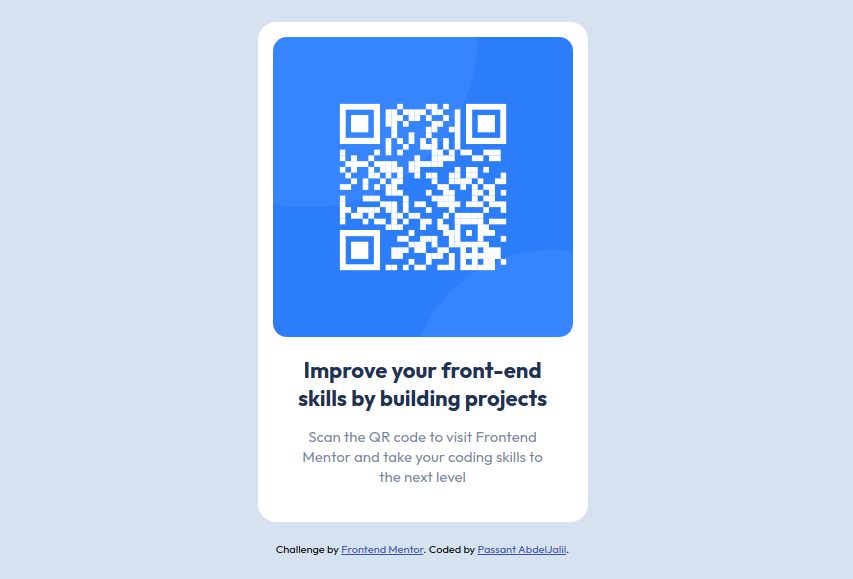 Improve your front-end
skills by building projects
Scan the QR code to visit Frontend
Mentor and take your coding skills to
the next level
Challenge by Frontend Mentor. Coded by Passant AbdelJalil.